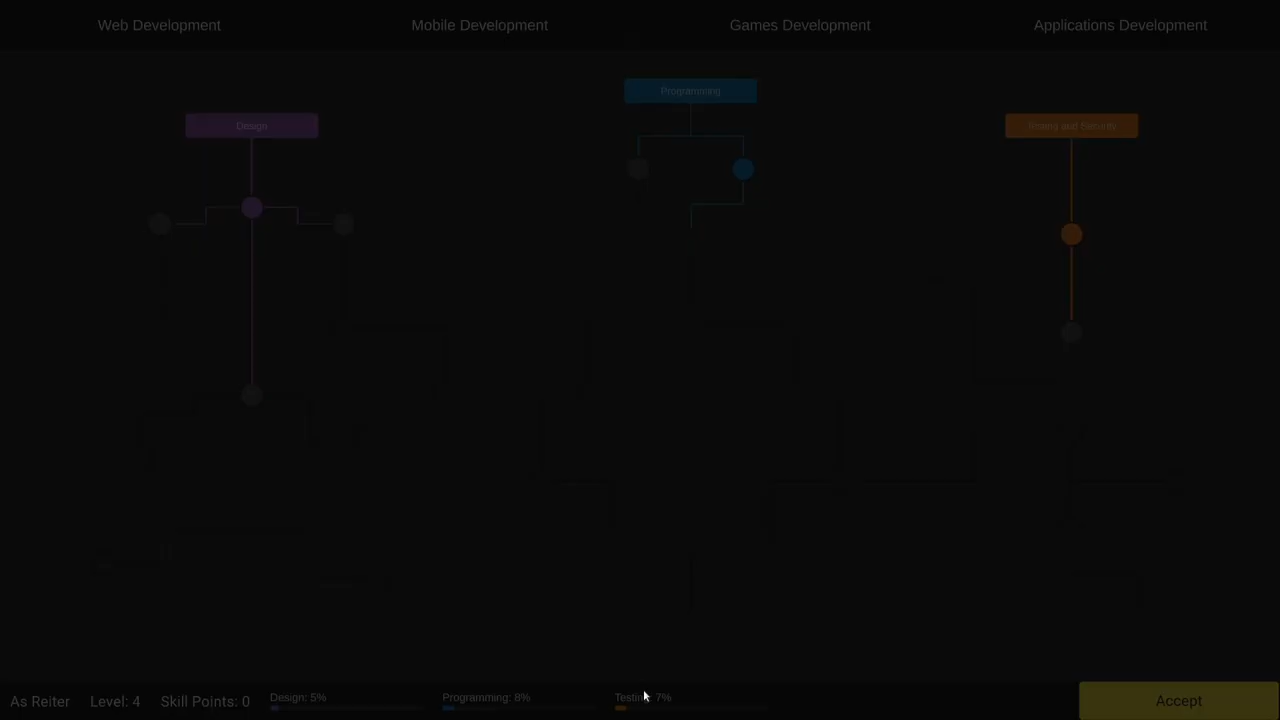 Web Development
Mobile Development
Games Development
Applications Development
Programming
Design
Testing and Security
As Reiter
Level: 4
Skill Points: 0
Design: 5%
Programming: 8%
Testing: 7%
Accept